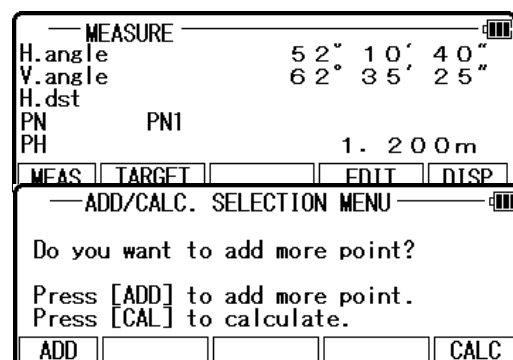 MEASURE
H.angle 52° 10′ 40″
V.angle 62° 35′ 25″
H.dst
PN PN1
PH 1. 200m
MEAS TARGET EDIT DISP
ADD/CALC. SELECTION MENU
Do you want to add more point?
Press [ADD] to add more point.
Press [CAL] to calculate.
ADD CALC